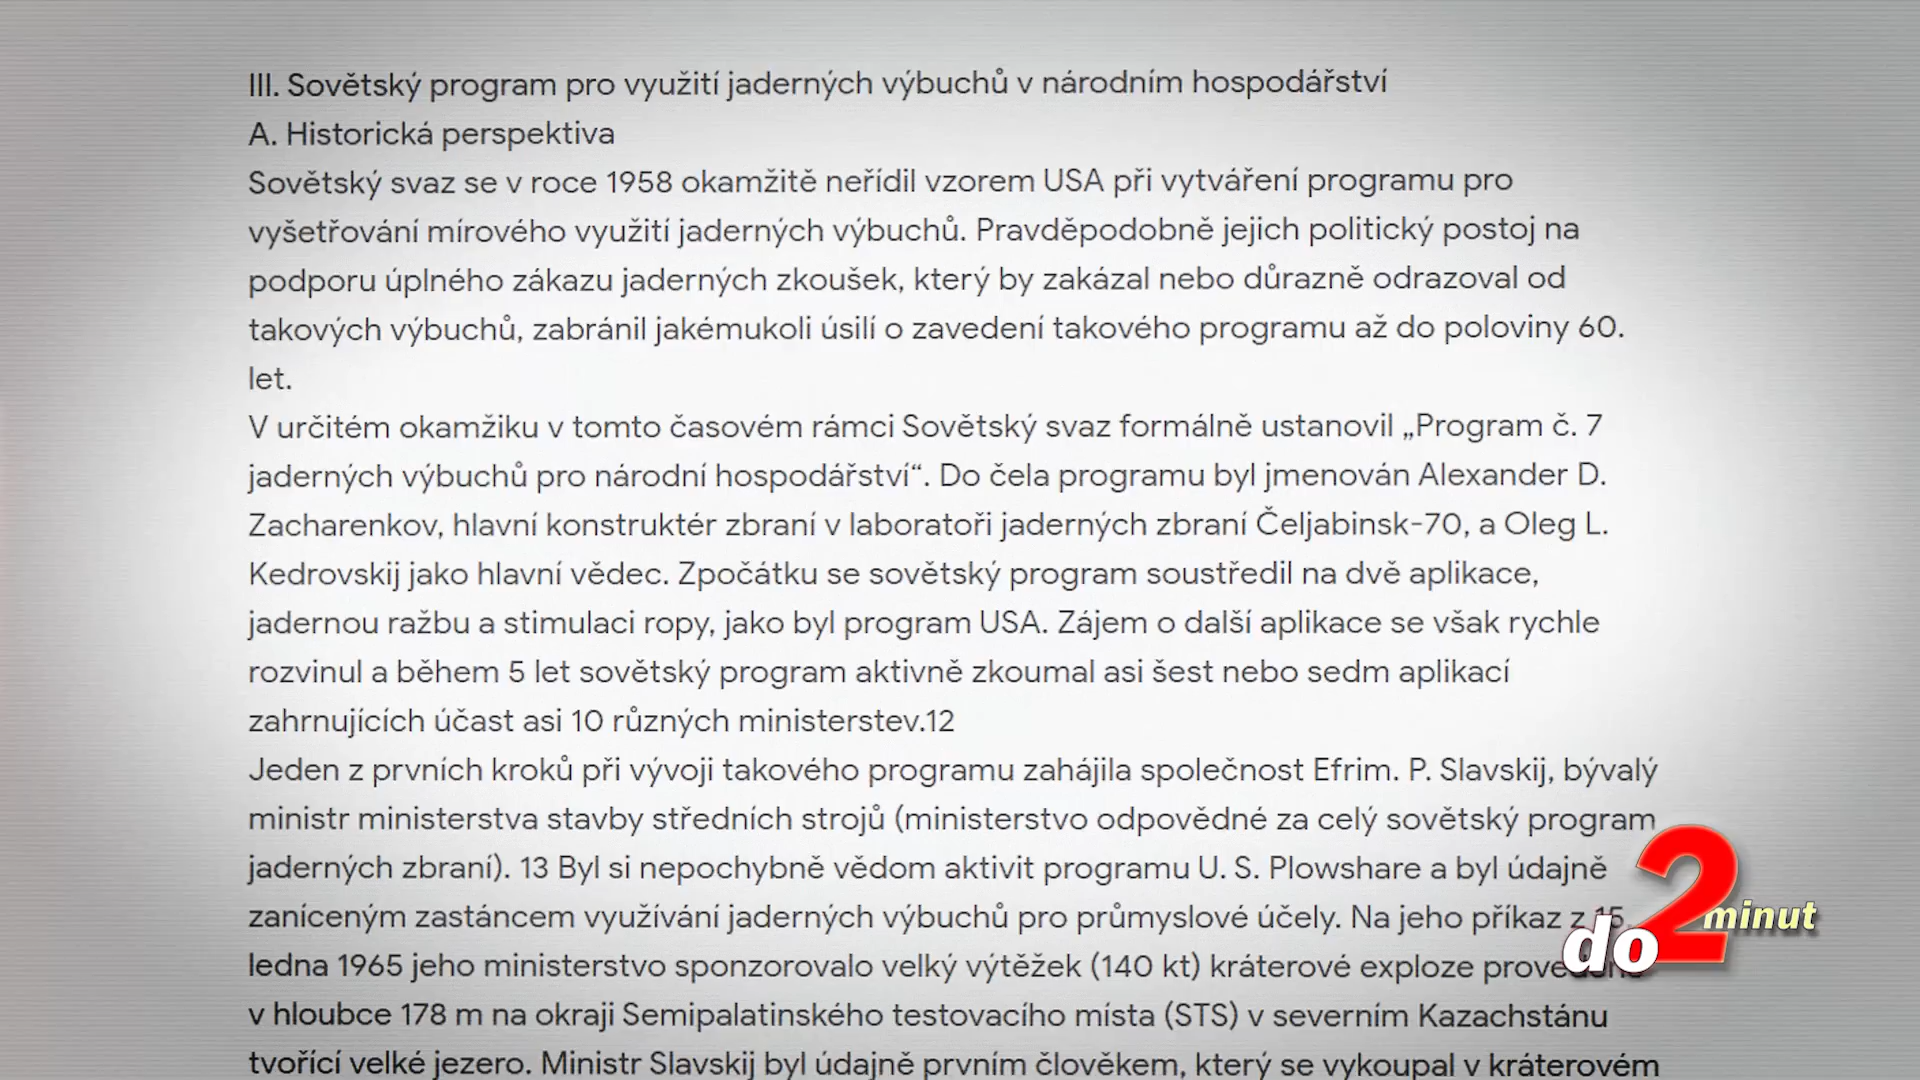 III. Sovětský program pro využití jaderných výbuchů v národním hospodářství
A. Historická perspektiva
Sovětský svaz se v roce 1958 okamžitě neřídil vzorem USA při vytváření programu pro
vyšetřování mírového využití jaderných výbuchů. Pravděpodobně jejich politický postoj na
podporu úplného zákazu jaderných zkoušek, který by zakázal nebo důrazně odrazoval od
takových výbuchů, zabránil jakémukoli úsilí o zavedení takového programu až do poloviny 60.
let.
V určitém okamžiku v tomto časovém rámci Sovětský svaz formálně ustanovil „Program č. 7
jaderných výbuchů pro národní hospodářství“. Do čela programu byl jmenován Alexander D.
Zacharenkov, hlavní konstruktér zbraní v laboratoři jaderných zbraní Čeljabinsk-70, a Oleg L.
Kedrovskij jako hlavní vědec. Zpočátku se sovětský program soustředil na dvě aplikace,
jadernou ražbu a stimulaci ropy, jako byl program USA. Zájem o další aplikace se však rychle
rozvinul a během 5 let sovětský program aktivně zkoumal asi šest nebo sedm aplikací
zahrnujících účast asi 10 různých ministerstev.12
Jeden z prvních kroků při vývoji takového programu zahájila společnost Efrim. P. Slavskij, bývalý
ministr ministerstva stavby středních strojů (ministerstvo odpovědné za celý sovětský program
jaderných zbraní). 13 Byl si nepochybně vědom aktivit programu U. S. Plowshare a byl údajně
zaníceným zastáncem využívání jaderných výbuchů pro průmyslové účely. Na jeho příkaz z 15.
ledna 1965 jeho ministerstvo sponzorovalo velký výtěžek (140 kt) kráterové exploze
v hloubce 178 m na okraji Semipalatinského testovacího místa (STS) v severním Kazachstánu
tvořící velké jezero. Ministr Slavskij byl údajně prvním člověkem, který se vykoupal v kráterovém
do 2 minut